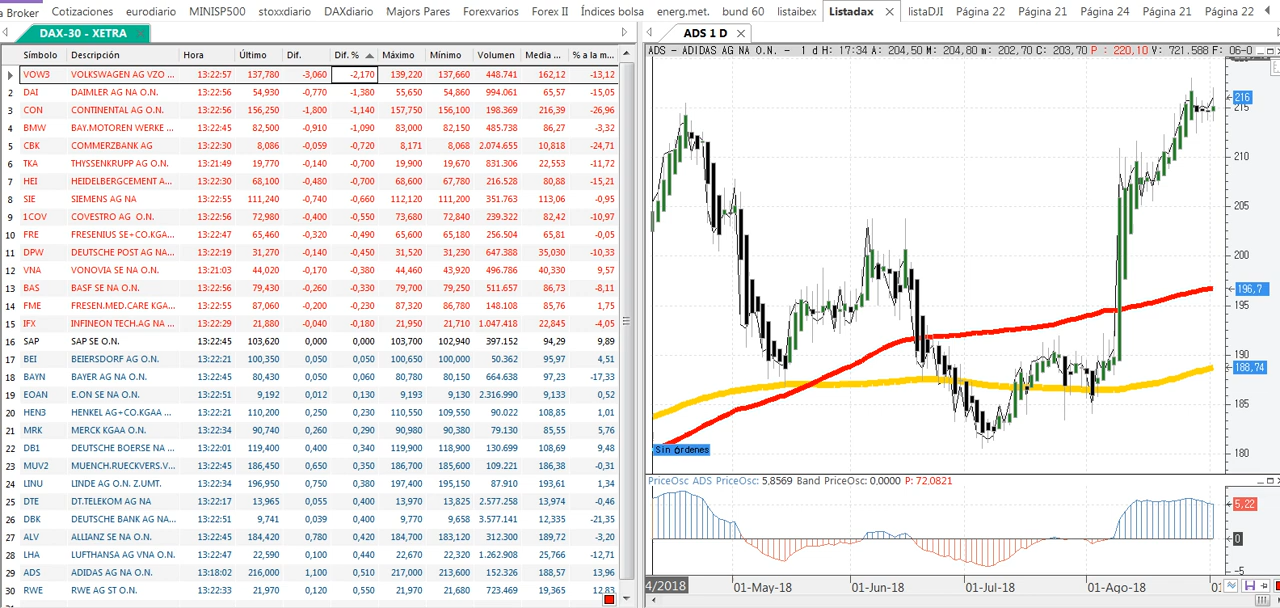 a Broker Cotizaciones eurodiario MINISP500 stoxxdiario DAXdiario Majors Pares Forexvarios Forex II Índices bolsa energ.met. bund 60 listaibex Listadax listaDJI Página 22 Página 21 Página 24 Página 21 Página 22
DAX-30 - XETRA
Símbolo Descripción Hora Último Dif. Dif. % Máximo Mínimo Volumen Media ... % a la m...
VOW3 VOLKSWAGEN AG VZO ... 13:22:57 137,780 -3,060 -2,170 139,220 137,660 448.741 162,12 -13,12
2 DAI DAIMLER AG NA O.N. 13:22:56 54,930 -0,770 -1,380 55,650 54,860 994.061 65,57 -15,05
3 CON CONTINENTAL AG O.N. 13:22:56 156,250 -1,800 -1,140 157,750 156,100 198.369 216,39 -26,96
4 BMW BAY.MOTOREN WERKE ... 13:22:45 82,500 -0,910 -1,090 83,000 82,150 485.738 86,27 -3,32
5 CBK COMMERZBANK AG 13:22:30 8,086 -0,059 -0,720 8,171 8,065 2.074.655 10,818 -24,71
6 TKA THYSSENKRUPP AG O.N. 13:21:49 19,770 -0,140 -0,700 19,900 19,670 831.306 22,553 -11,72
7 HEI HEIDELBERGCEMENT A... 13:22:30 68,100 -0,480 -0,700 68,600 67,780 216.528 80,88 -15,21
8 SIE SIEMENS AG NA 13:22:55 111,240 -0,740 -0,660 112,120 111,200 351.763 113,06 -0,95
9 1COV COVESTRO AG O.N. 13:22:56 72,980 -0,400 -0,550 73,680 72,840 239.322 82,42 -10,97
10 FRE FRESENIUS SE+CO.KGA... 13:22:47 65,460 -0,320 -0,490 65,600 65,180 256.504 65,81 -0,05
11 DPW DEUTSCHE POST AG NA... 13:22:19 31,270 -0,140 -0,450 31,520 31,230 647.388 35,030 -10,33
12 VNA VONOVIA SE NA O.N. 13:21:03 44,020 -0,170 -0,380 44,460 43,920 496.786 40,330 9,57
13 BAS BASF SE NA O.N. 13:22:56 79,430 -0,260 -0,330 79,700 79,250 511.657 86,73 -8,11
14 FME FRESEN.MED.CARE KGA... 13:22:55 87,060 -0,200 -0,230 87,320 86,780 148.108 85,76 1,75
15 IFX INFINEON TECH.AG NA ... 13:22:29 21,880 -0,040 -0,180 21,950 21,710 1.047.418 22,845 -4,05
16 SAP SAP SE O.N. 13:22:45 103,620 0,000 0,000 103,700 102,940 397.152 94,29 9,89
17 BEI BEIERSDORF AG O.N. 13:22:21 100,350 0,050 0,050 100,650 100,000 50.362 95,97 4,51
18 BAYN BAYER AG NA O.N. 13:22:45 80,430 0,050 0,060 80,780 80,150 664.638 97,23 -17,33
19 EOAN E.ON SE NA O.N. 13:22:51 9,192 0,012 0,130 9,193 9,130 2.316.990 9,133 0,52
20 HEN3 HENKEL AG+CO.KGAA ... 13:22:21 110,200 0,250 0,230 110,550 109,550 90.022 108,85 1,01
21 MRK MERCK KGAA O.N. 13:22:34 90,740 0,260 0,290 90,980 90,380 79.130 85,55 5,76
22 DB1 DEUTSCHE BOERSE NA... 13:22:01 119,400 0,400 0,340 119,400 118,900 130.699 108,69 9,48
23 MUV2 MUENCH.RUECKVERS.V... 13:22:45 186,450 0,650 0,350 186,700 185,600 109.221 186,38 -0,31
24 LINU LINDE AG O.N. Z.UMT. 13:22:34 196,950 0,750 0,380 197,400 195,150 87.910 193,61 1,34
25 DTE DT.TELEKOM AG NA 13:22:17 13,965 0,055 0,400 13,970 13,825 2.577.258 13,974 -0,46
26 DBK DEUTSCHE BANK AG NA... 13:22:51 9,741 0,039 0,400 9,770 9,658 3.577.141 12,335 -21,35
27 ALV ALLIANZ SE NA O.N. 13:22:55 184,420 0,780 0,420 184,700 183,120 312.300 189,72 -3,20
28 LHA LUFTHANSA AG VNA O.N. 13:22:47 22,590 0,100 0,440 22,670 22,320 1.262.908 25,766 -12,71
29 ADS ADIDAS AG NA O.N. 13:18:02 216,000 1,100 0,510 217,000 213,600 152.326 188,57 13,96
30 RWE RWE AG ST O.N. 13:22:33 21,970 0,120 0,550 21,980 21,680 723.469 19,365 12,83
ADS 1 D
ADS - ADIDAS AG NA O.N. - 1 d H: 17:34 A: 204,50 M: 204,80 m: 202,70 C: 203,70 P : 220,10 V: 721.588 F: 06-0
216
215
210
205
200
196,7
195
190
188,74
185
180
Sin órdenes
PriceOsc ADS PriceOsc: 5.8569 Band PriceOsc: 0,0000 P: 72.0821
5,22
0
-5
4/2018 01-May-18 01-Jun-18 01-Jul-18 01-Ago-18 01